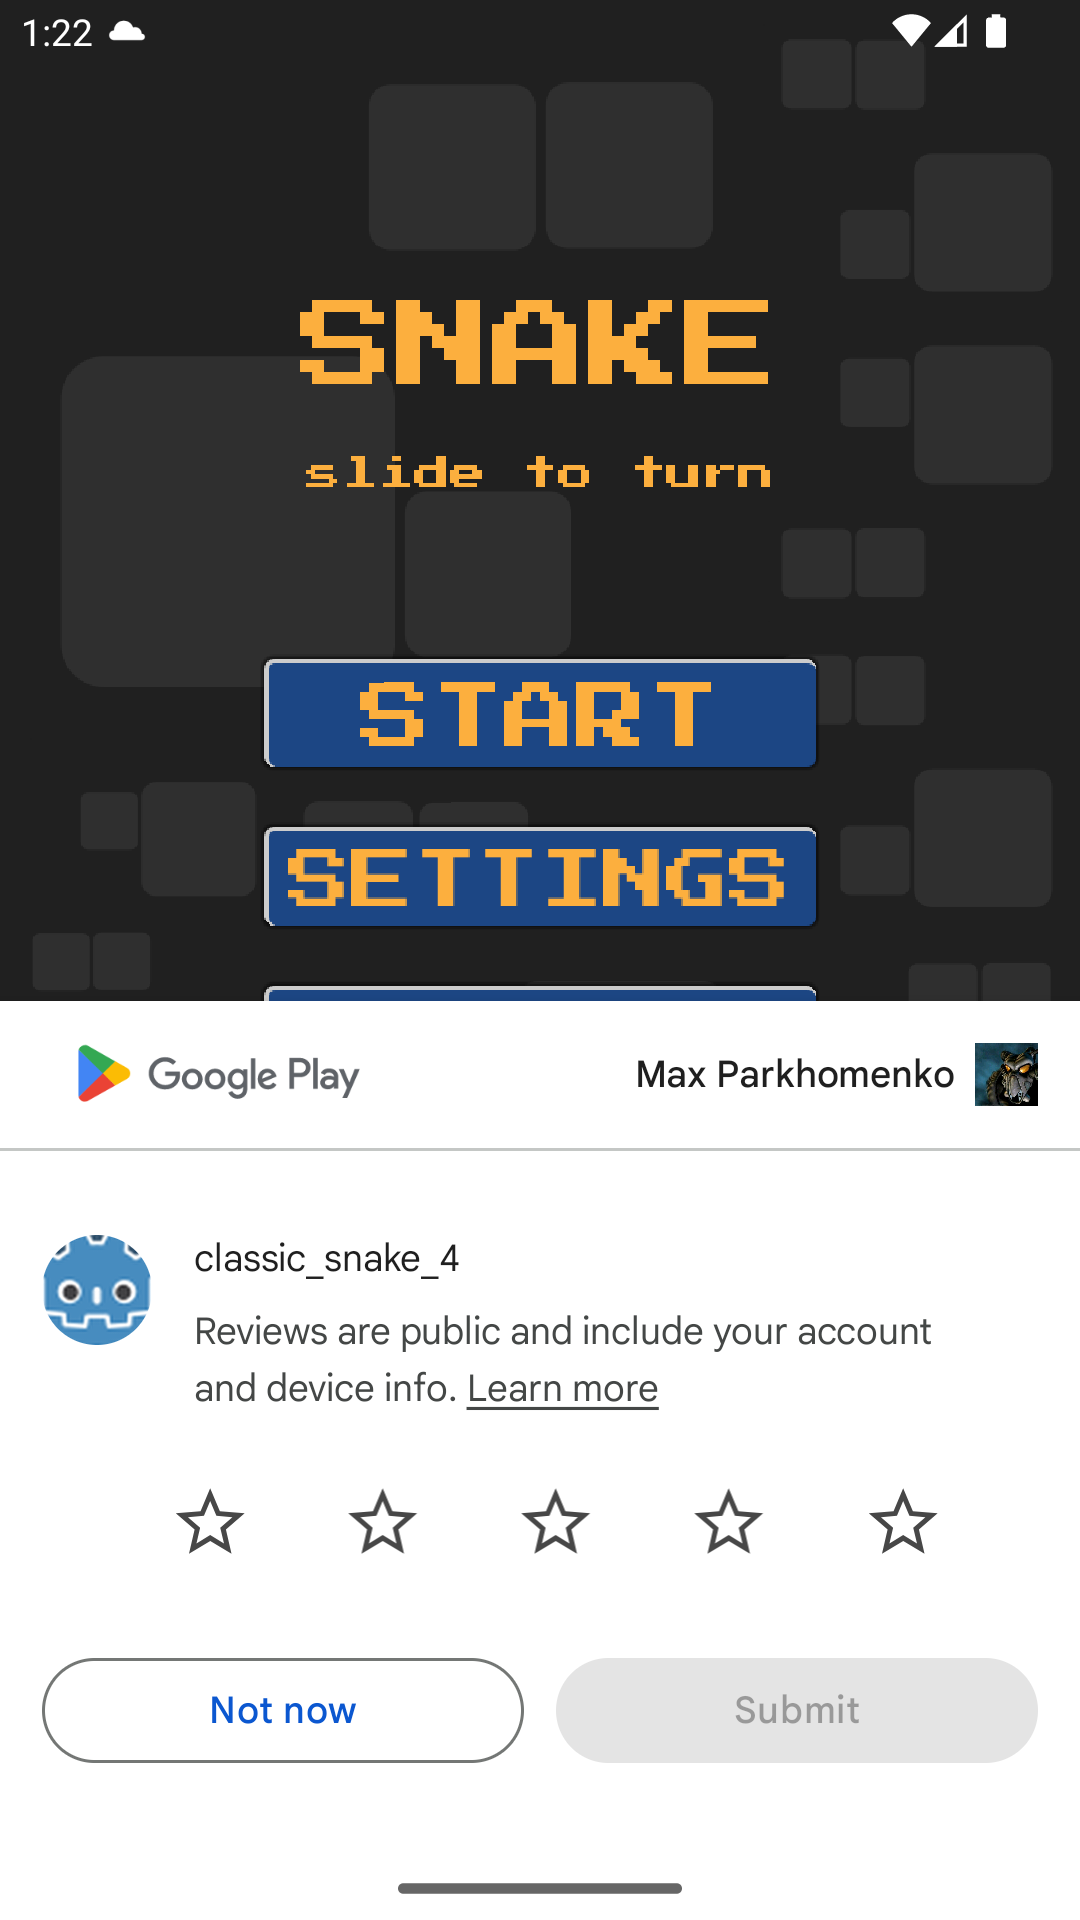 1:22
SNAKE
slide to turn
START
SETTINGS
Google Play
Max Parkhomenko
classic_snake_4
Reviews are public and include your account
and device info. Learn more
Not now
Submit